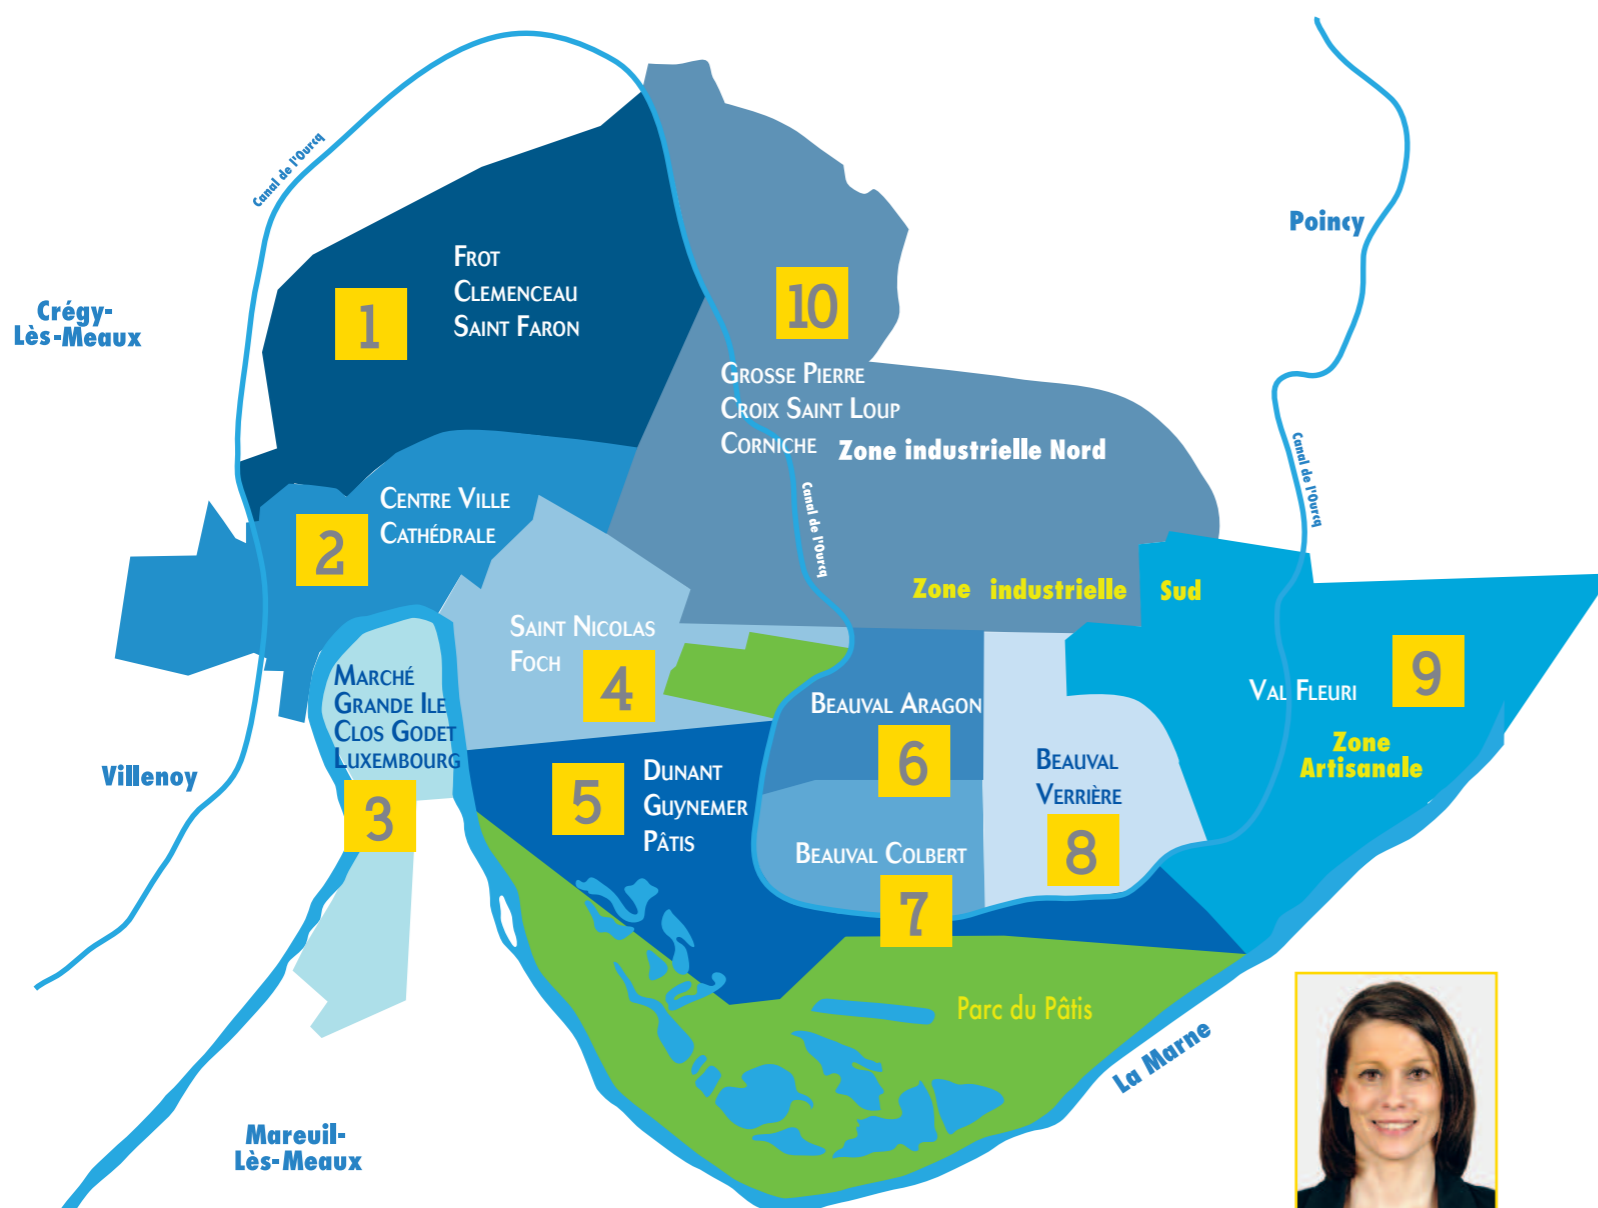 Canal de l'Ourcq
Poincy
Crégy-
Lès-Meaux
1
FROT
CLEMENCEAU
SAINT FARON
10
GROSSE PIERRE
CROIX SAINT LOUP
CORNICHE
Zone industrielle Nord
Canal de l'Ourcq
Canal de l'Ourcq
2
CENTRE VILLE
CATHÉDRALE
Zone industrielle Sud
SAINT NICOLAS
FOCH
4
MARCHÉ
GRANDE ILE
CLOS GODET
LUXEMBOURG
3
Villenoy
BEAUVAL ARAGON
6
VAL FLEURI
9
Zone
Artisanale
5
DUNANT
GUYNEMER
PÂTIS
BEAUVAL
VERRIÈRE
8
BEAUVAL COLBERT
7
Parc du Pâtis
La Marne
Mareuil-
Lès-Meaux